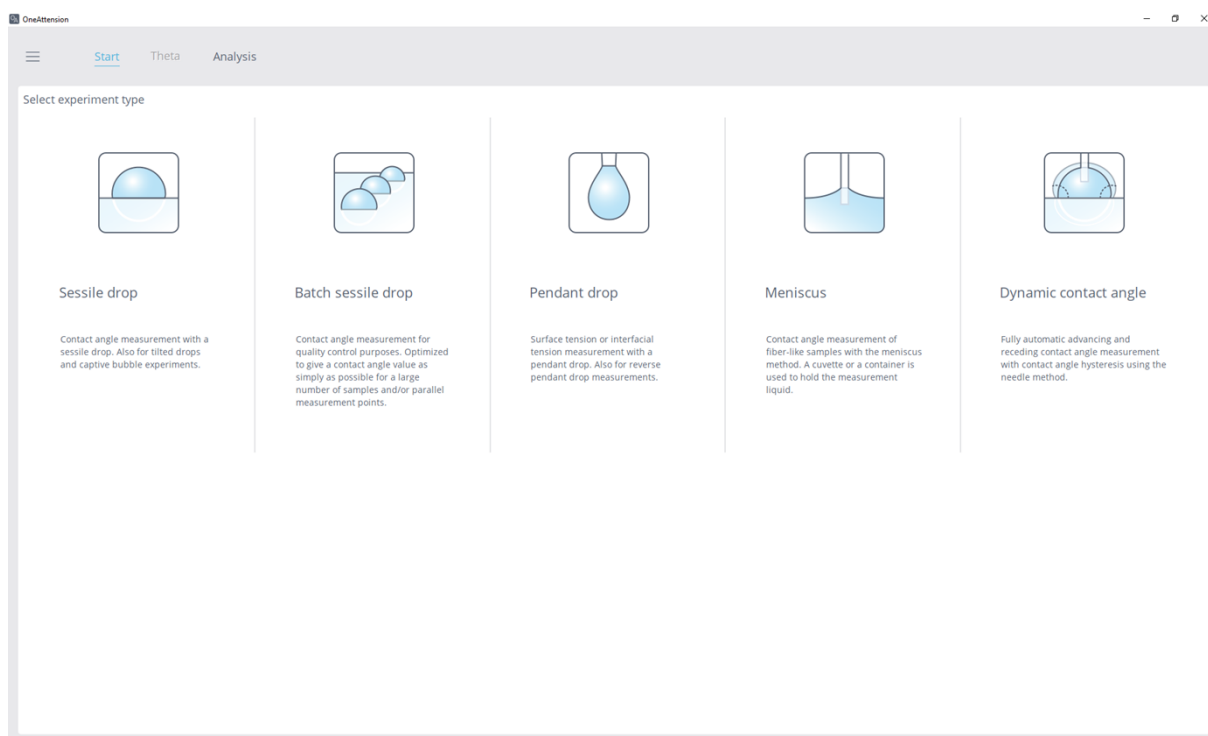 OneAttension
Start Theta Analysis
Select experiment type
Sessile drop
Contact angle measurement with a
sessile drop. Also for tilted drops
and captive bubble experiments.
Batch sessile drop
Contact angle measurement for
quality control purposes. Optimized
to give a contact angle value as
simply as possible for a large
number of samples and/or parallel
measurement points.
Pendant drop
Surface tension or interfacial
tension measurement with a
pendant drop. Also for reverse
pendant drop measurements.
Meniscus
Contact angle measurement of
fiber-like samples with the meniscus
method. A cuvette or a container is
used to hold the measurement
liquid.
Dynamic contact angle
Fully automatic advancing and
receding contact angle measurement
with contact angle hysteresis using the
needle method.